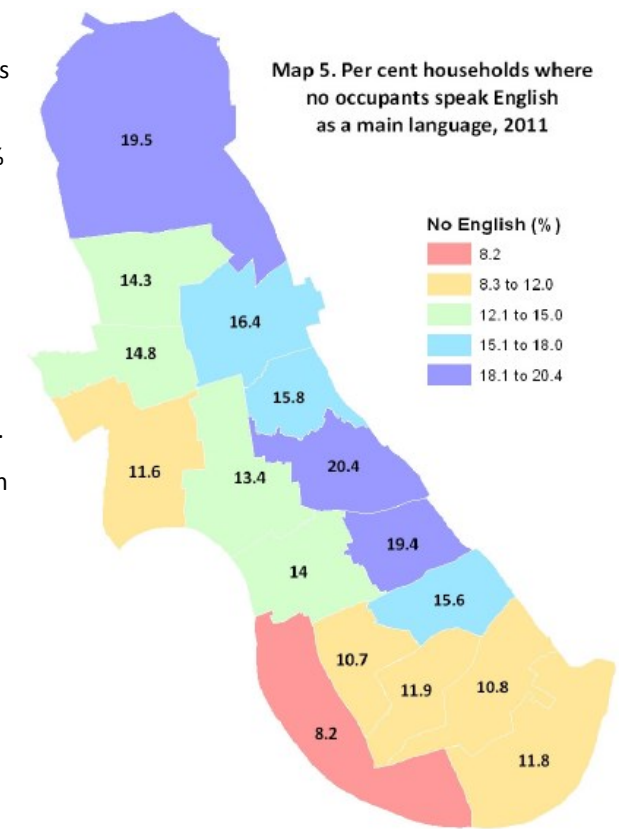 s
%
.
n
Map 5. Per cent households where
no occupants speak English
as a main language, 2011
No English (%)
8.2
8.3 to 12.0
12.1 to 15.0
15.1 to 18.0
18.1 to 20.4
19.5
14.3
16.4
14.8
15.8
11.6
13.4
20.4
19.4
14
15.6
10.7
11.9
10.8
8.2
11.8